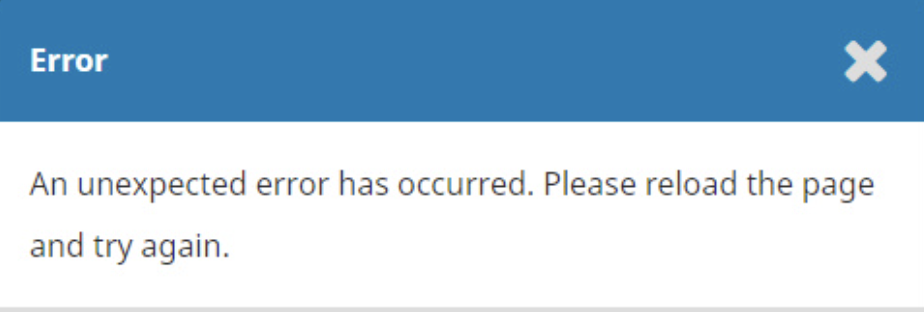 Error
An unexpected error has occurred. Please reload the page
and try again.